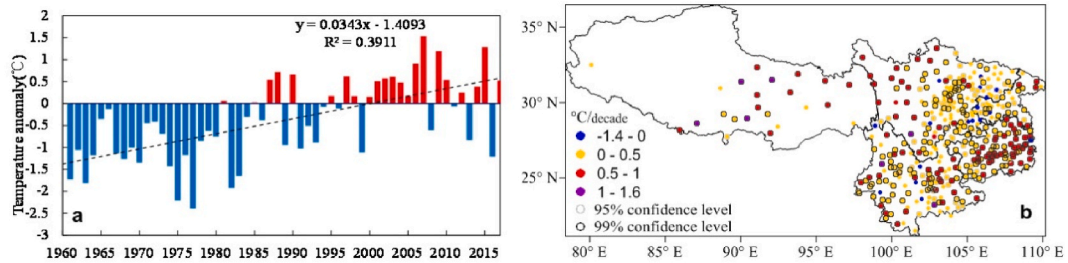 y = 0.0343x - 1.4093
R² = 0.3911
Temperature anomaly(℃)
2
1.5
1
0.5
0
-0.5
-1
-1.5
-2
-2.5
-3
a
1960 1965 1970 1975 1980 1985 1990 1995 2000 2005 2010 2015
35° N
30° N
25° N
°C/decade
-1.4 - 0
0 - 0.5
0.5 - 1
1 - 1.6
95% confidence level
99% confidence level
b
80° E 85° E 90° E 95° E 100° E 105° E 110° E